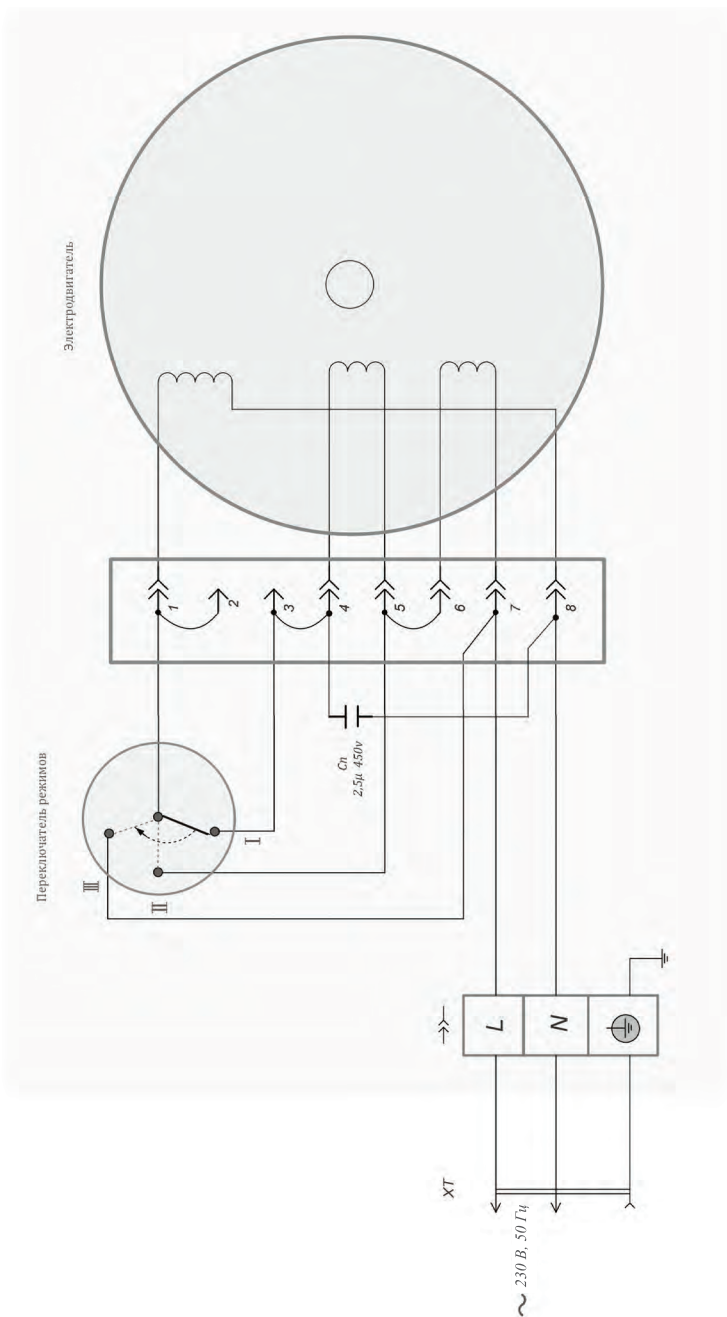 Электродвигатель
1
2
3
4
5
6
7
8
Переключатель режимов
I
II
III
Сп
2,5µ 450v
L
N
XT
~ 230 В, 50 Гц